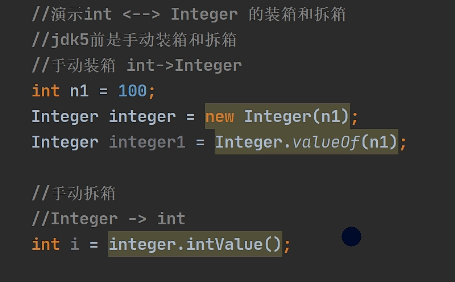 //演示int <--> Integer 的装箱和拆箱
//jdk5前是手动装箱和拆箱
//手动装箱 int->Integer
int n1 = 100;
Integer integer = new Integer(n1);
Integer integer1 = Integer.valueOf(n1);
//手动拆箱
//Integer -> int
int i = integer.intValue();